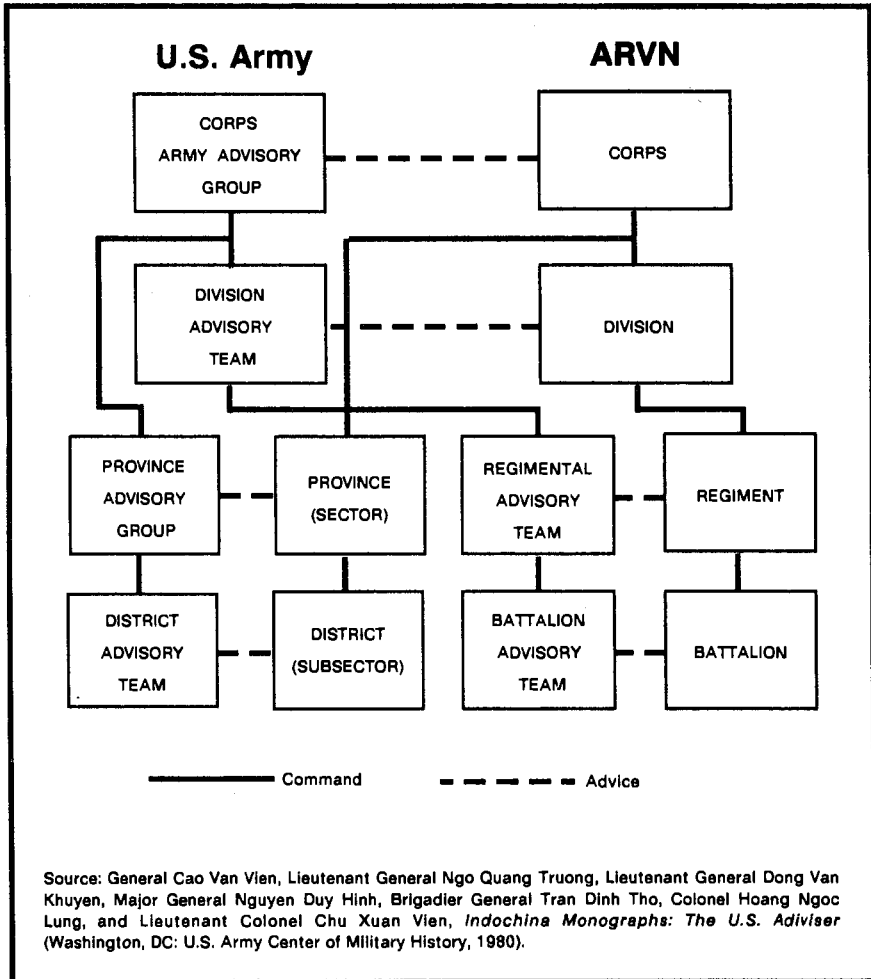 U.S. Army
ARVN
CORPS
ARMY ADVISORY
GROUP
CORPS
DIVISION
ADVISORY
TEAM
DIVISION
PROVINCE
ADVISORY
GROUP
PROVINCE
(SECTOR)
REGIMENTAL
ADVISORY
TEAM
REGIMENT
DISTRICT
ADVISORY
TEAM
DISTRICT
(SUBSECTOR)
BATTALION
ADVISORY
TEAM
BATTALION
Command
Advice
Source: General Cao Van Vien, Lieutenant General Ngo Quang Truong, Lieutenant General Dong Van
Khuyen, Major General Nguyen Duy Hinh, Brigadier General Tran Dinh Tho, Colonel Hoang Ngoc
Lung, and Lieutenant Colonel Chu Xuan Vien, Indochina Monographs: The U.S. Adiviser
(Washington, DC: U.S. Army Center of Military History, 1980).